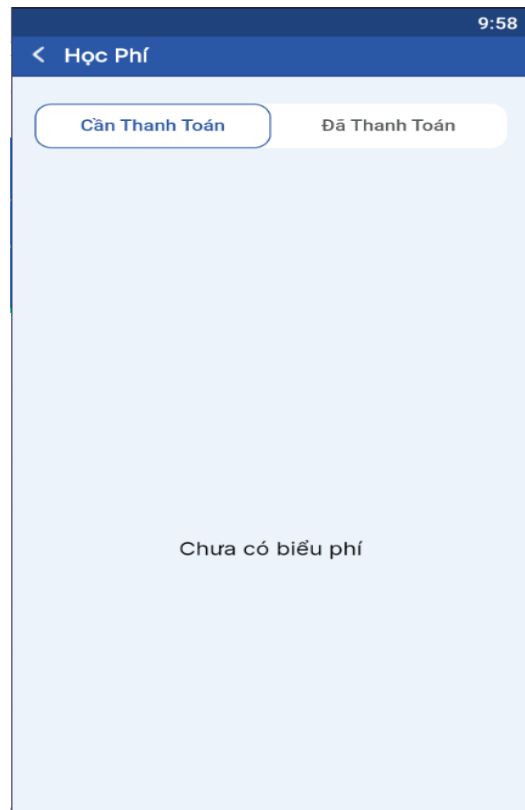 9:58
Học Phí
Cần Thanh Toán
Đã Thanh Toán
Chưa có biểu phí